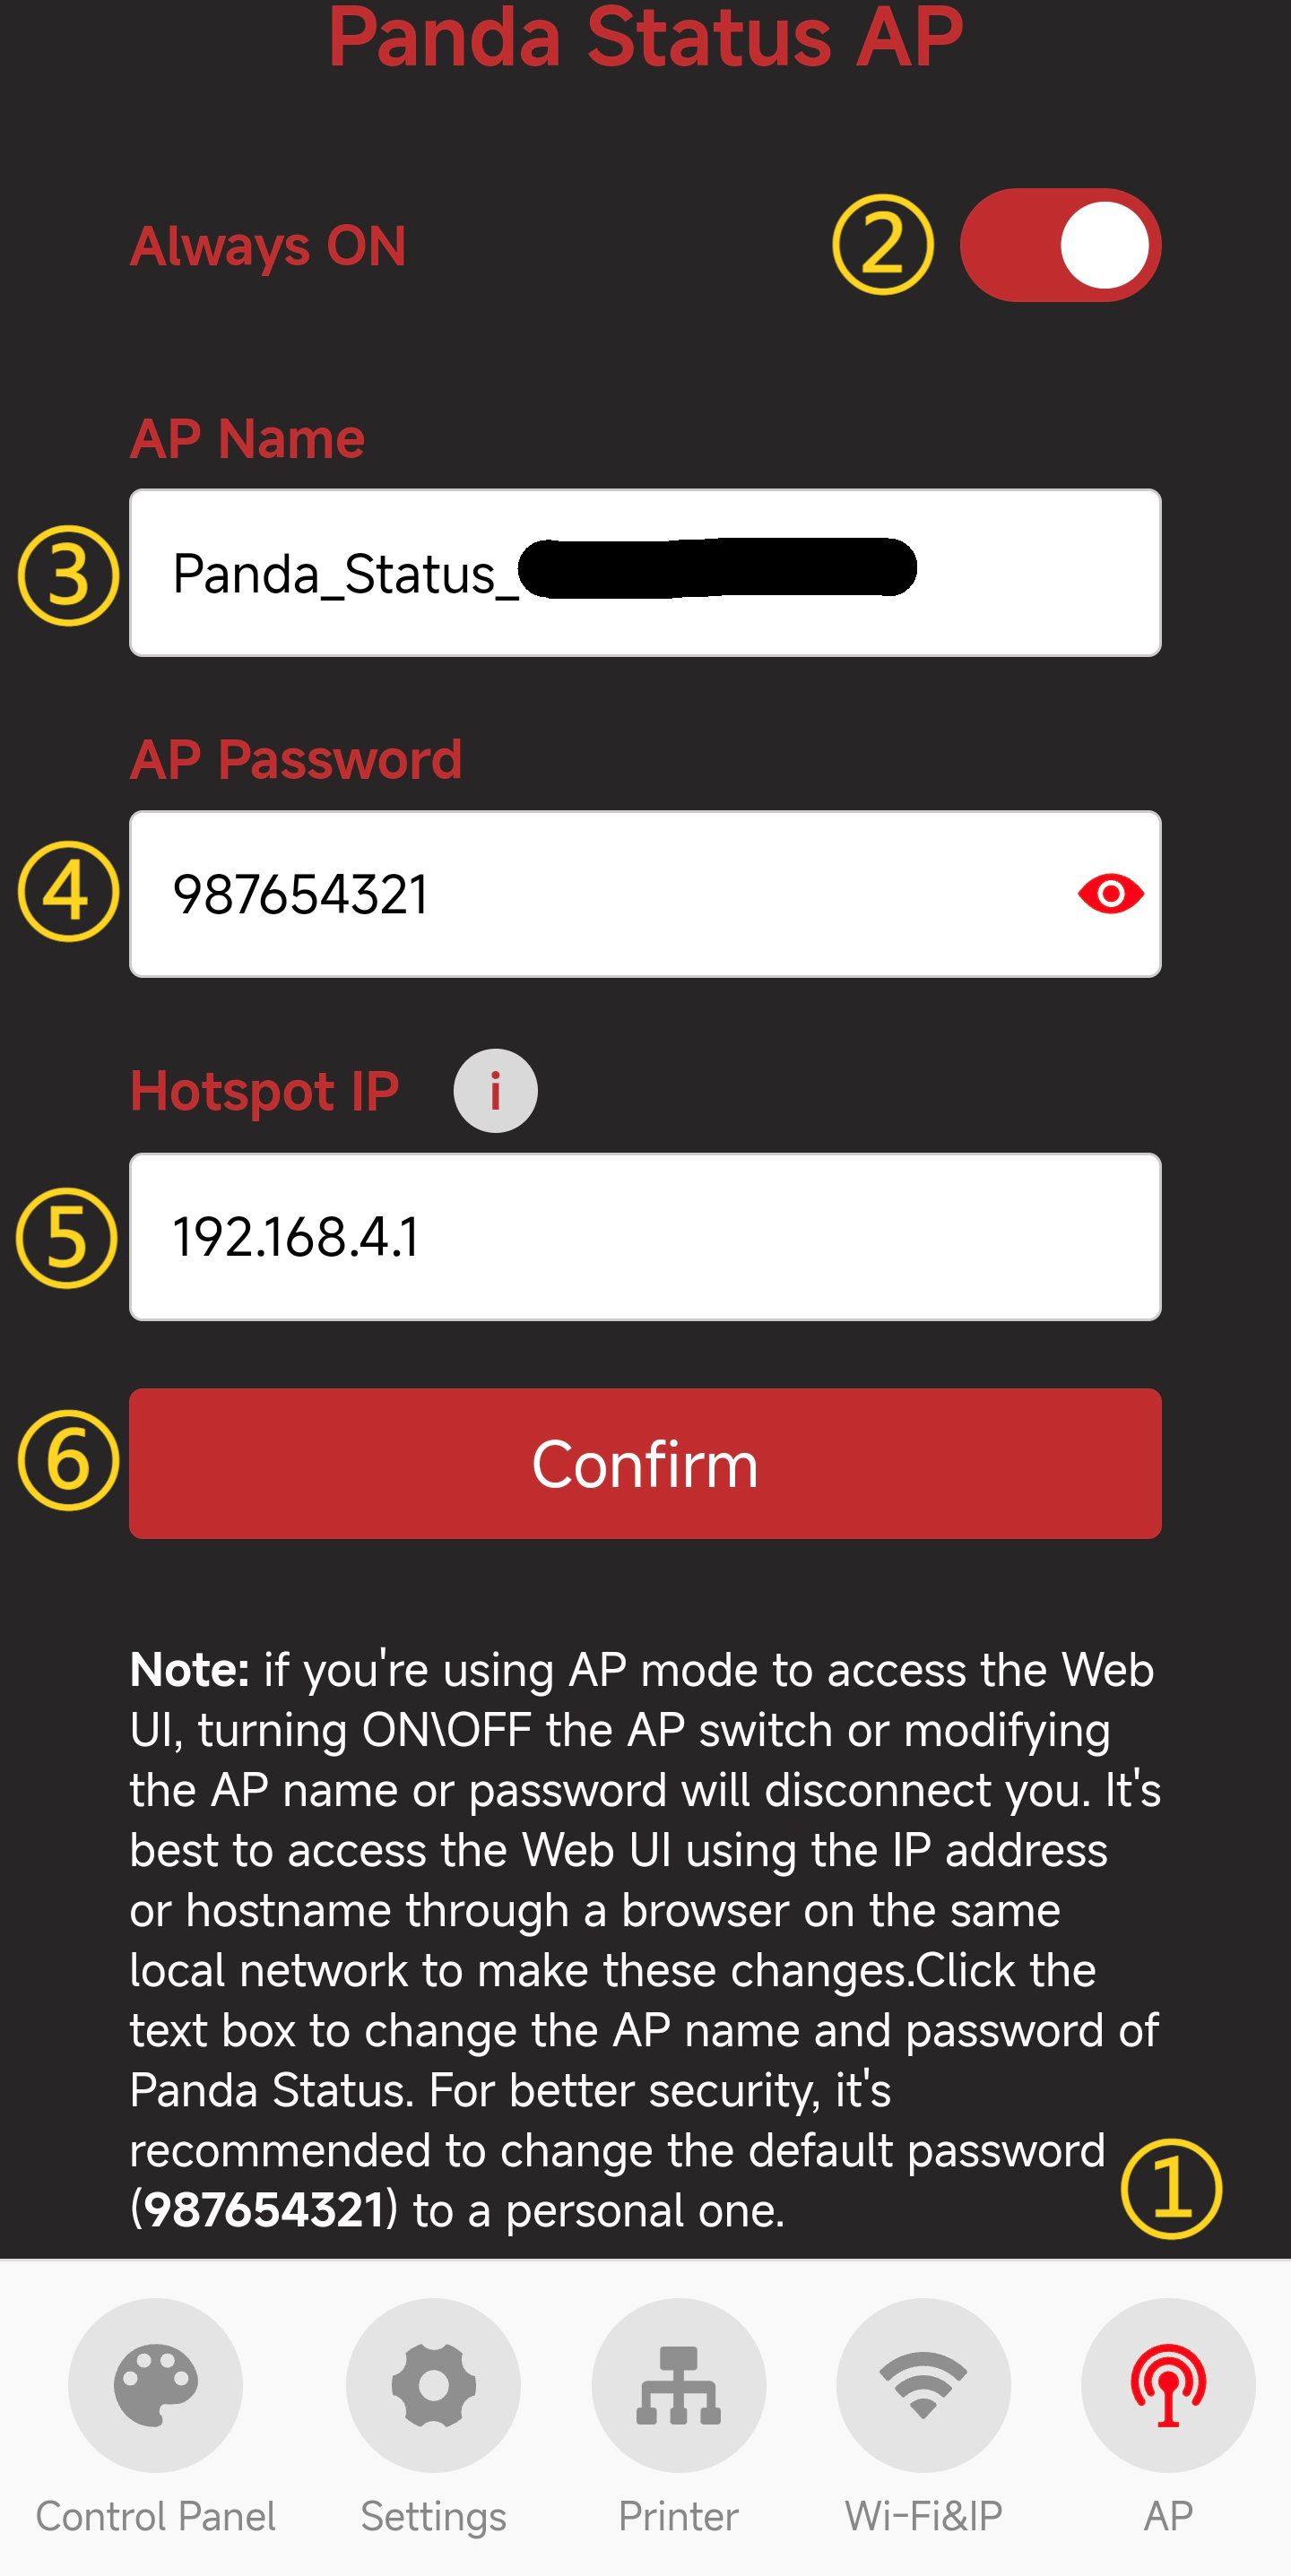 Panda Status AP
Always ON
②
AP Name
③
Panda_Status_
AP Password
④
987654321
Hotspot IP i
⑤
192.168.4.1
⑥
Confirm
Note: if you're using AP mode to access the Web
UI, turning ON\OFF the AP switch or modifying
the AP name or password will disconnect you. It's
best to access the Web UI using the IP address
or hostname through a browser on the same
local network to make these changes.Click the
text box to change the AP name and password of
Panda Status. For better security, it's
recommended to change the default password
(987654321) to a personal one.
①
Control Panel Settings Printer Wi-Fi&IP AP